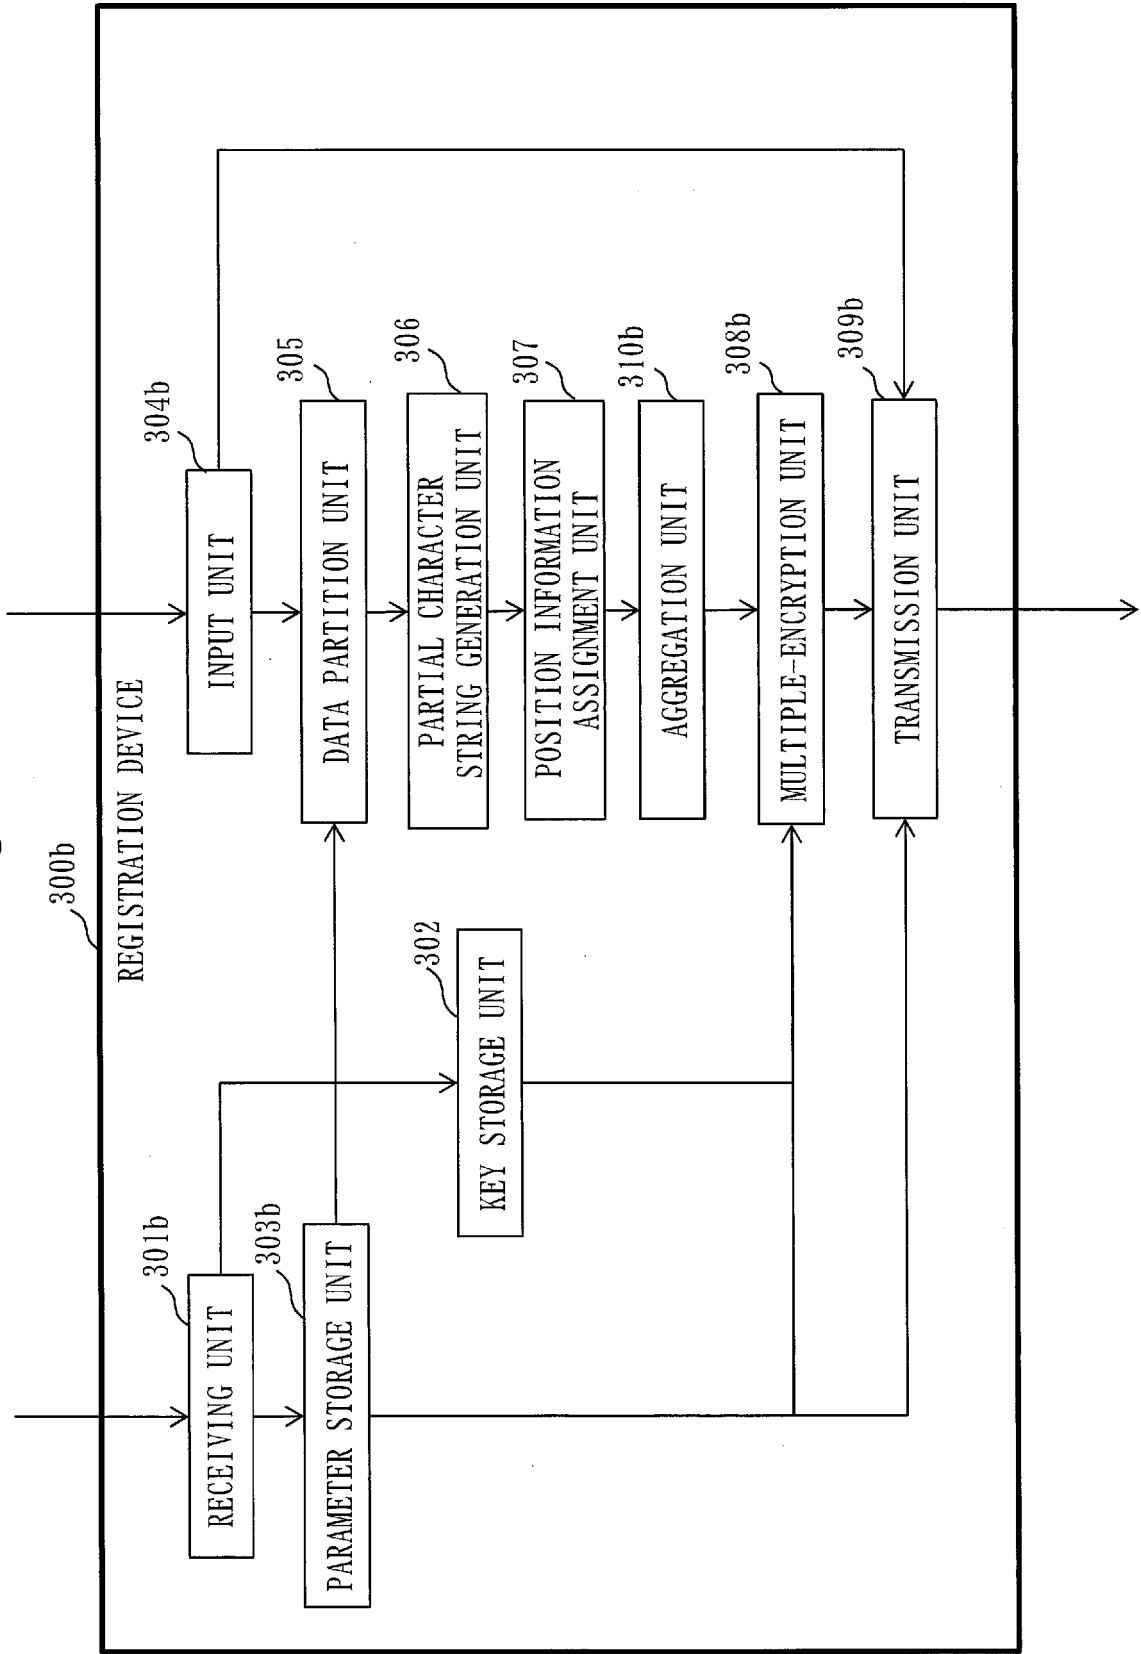 300b
REGISTRATION DEVICE
301b
RECEIVING UNIT
303b
PARAMETER STORAGE UNIT
302
KEY STORAGE UNIT
304b
INPUT UNIT
305
DATA PARTITION UNIT
306
PARTIAL CHARACTER
STRING GENERATION UNIT
307
POSITION INFORMATION
ASSIGNMENT UNIT
310b
AGGREGATION UNIT
308b
MULTIPLE-ENCRYPTION UNIT
309b
TRANSMISSION UNIT